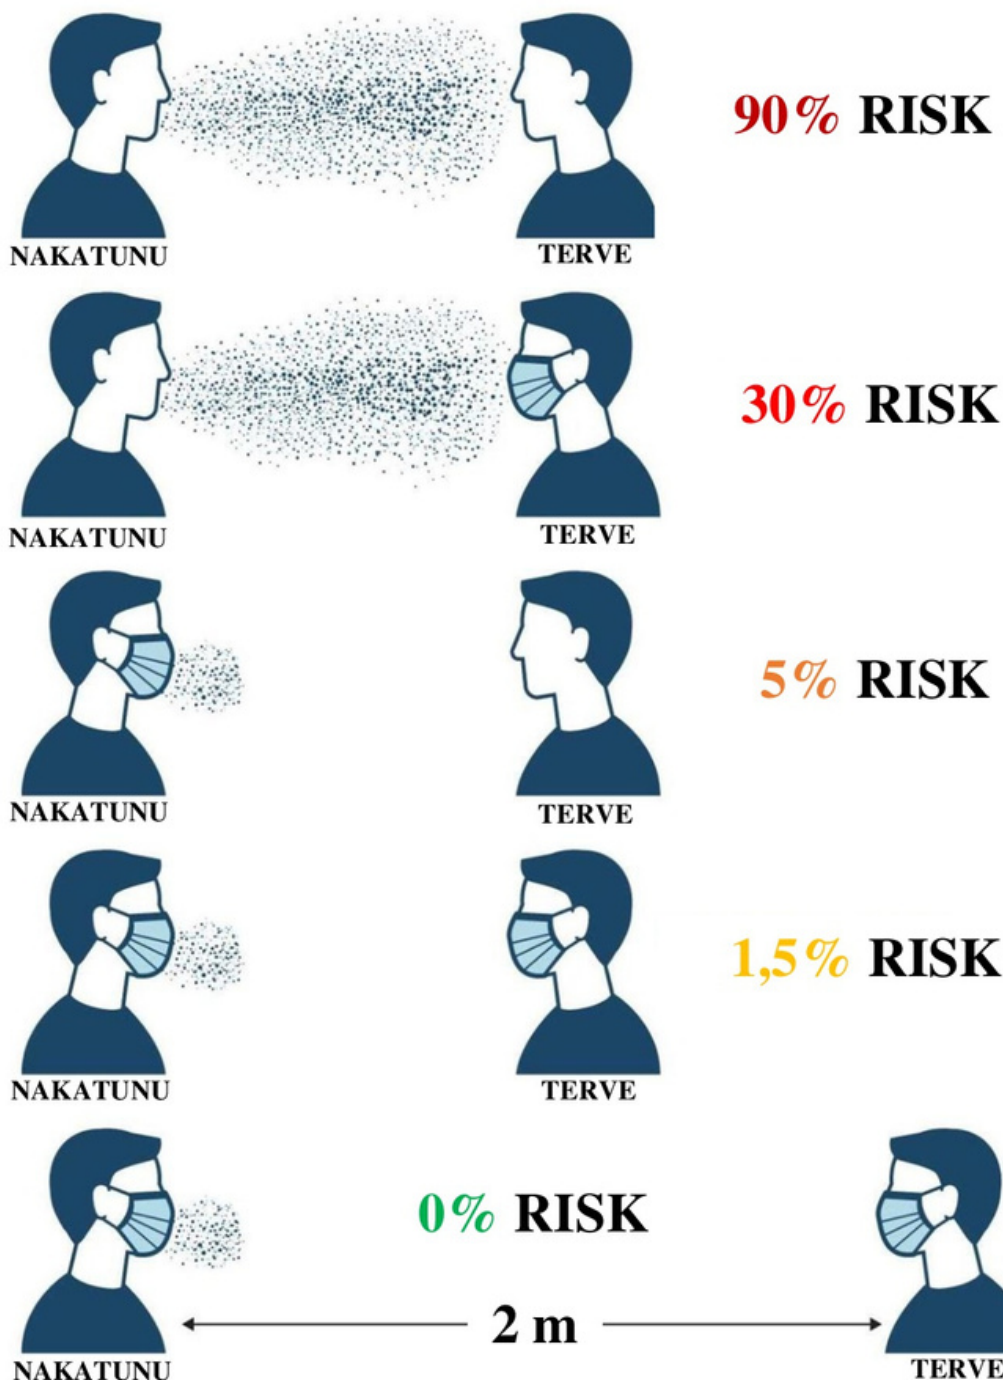 90% RISK
NAKATUNU TERVE
30% RISK
NAKATUNU TERVE
5% RISK
NAKATUNU TERVE
1,5% RISK
NAKATUNU TERVE
0% RISK
2 m
NAKATUNU TERVE